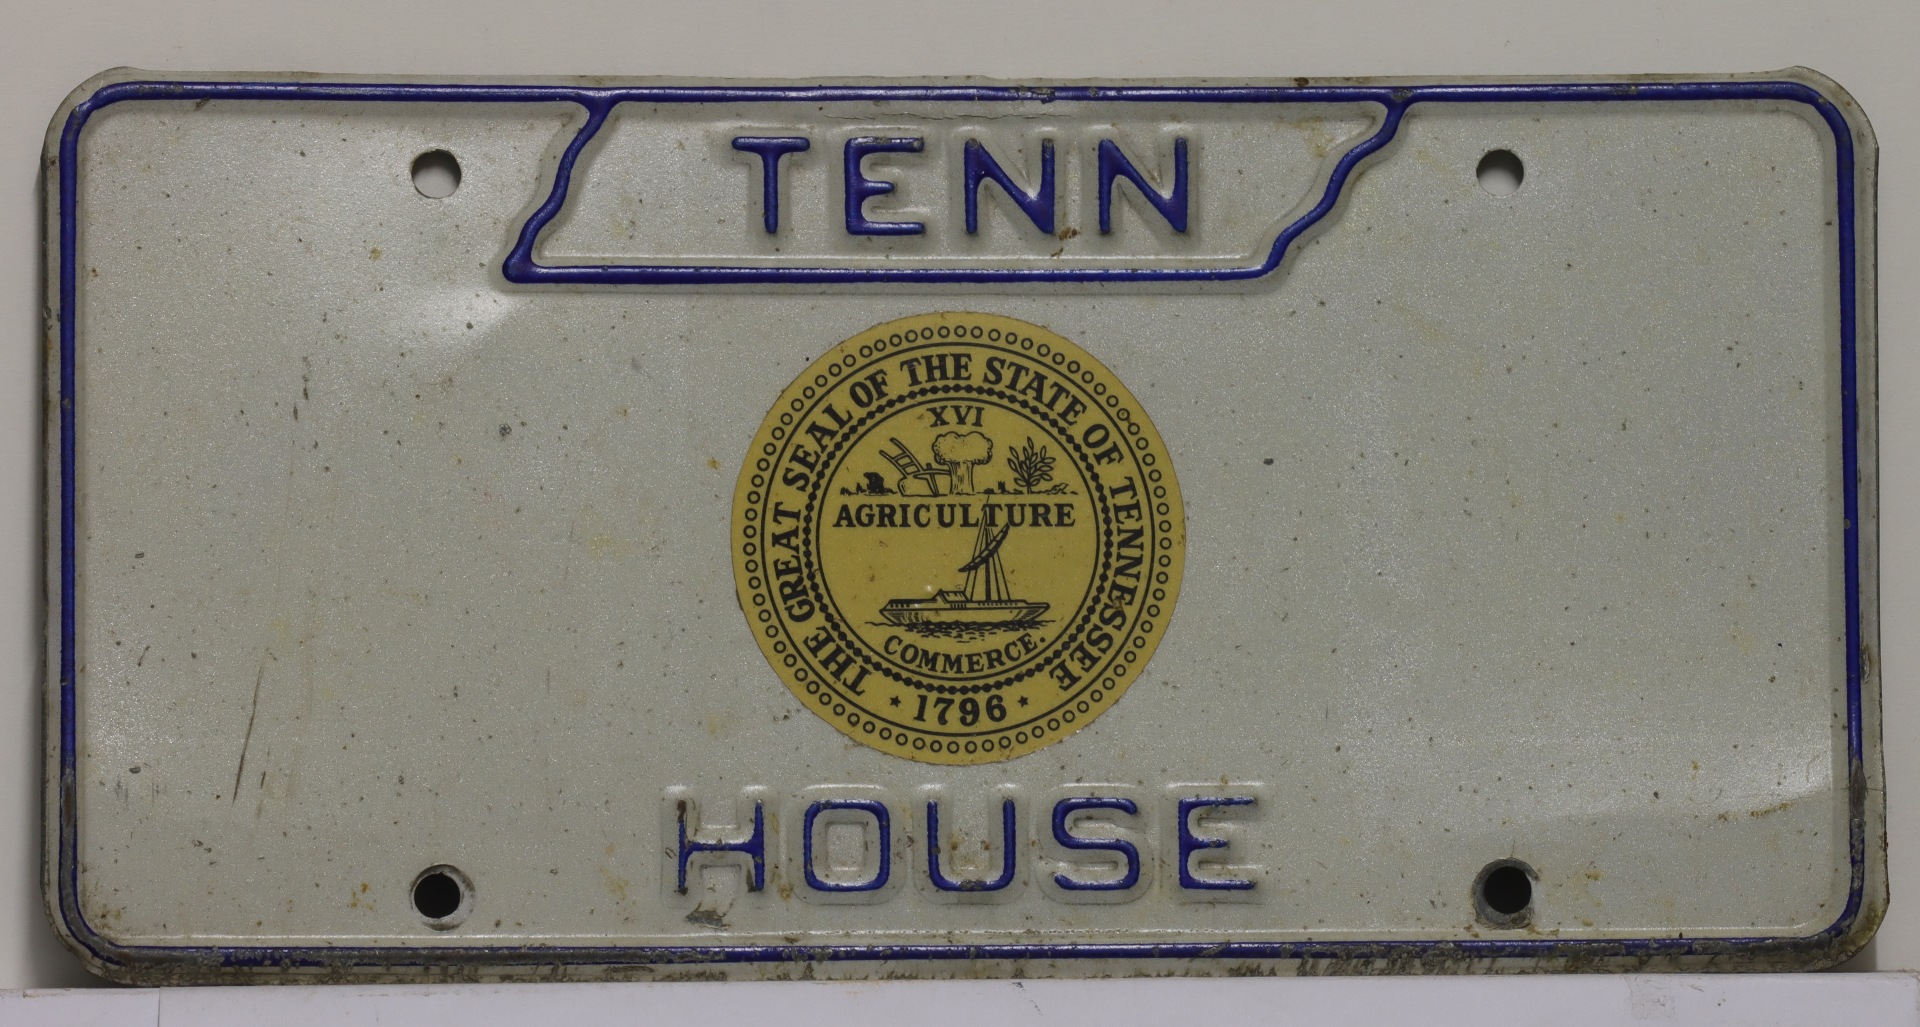 TENN
THE GREAT SEAL OF THE STATE OF TENNESSEE
XVI
AGRICULTURE
COMMERCE.
★ 1796 ★
HOUSE